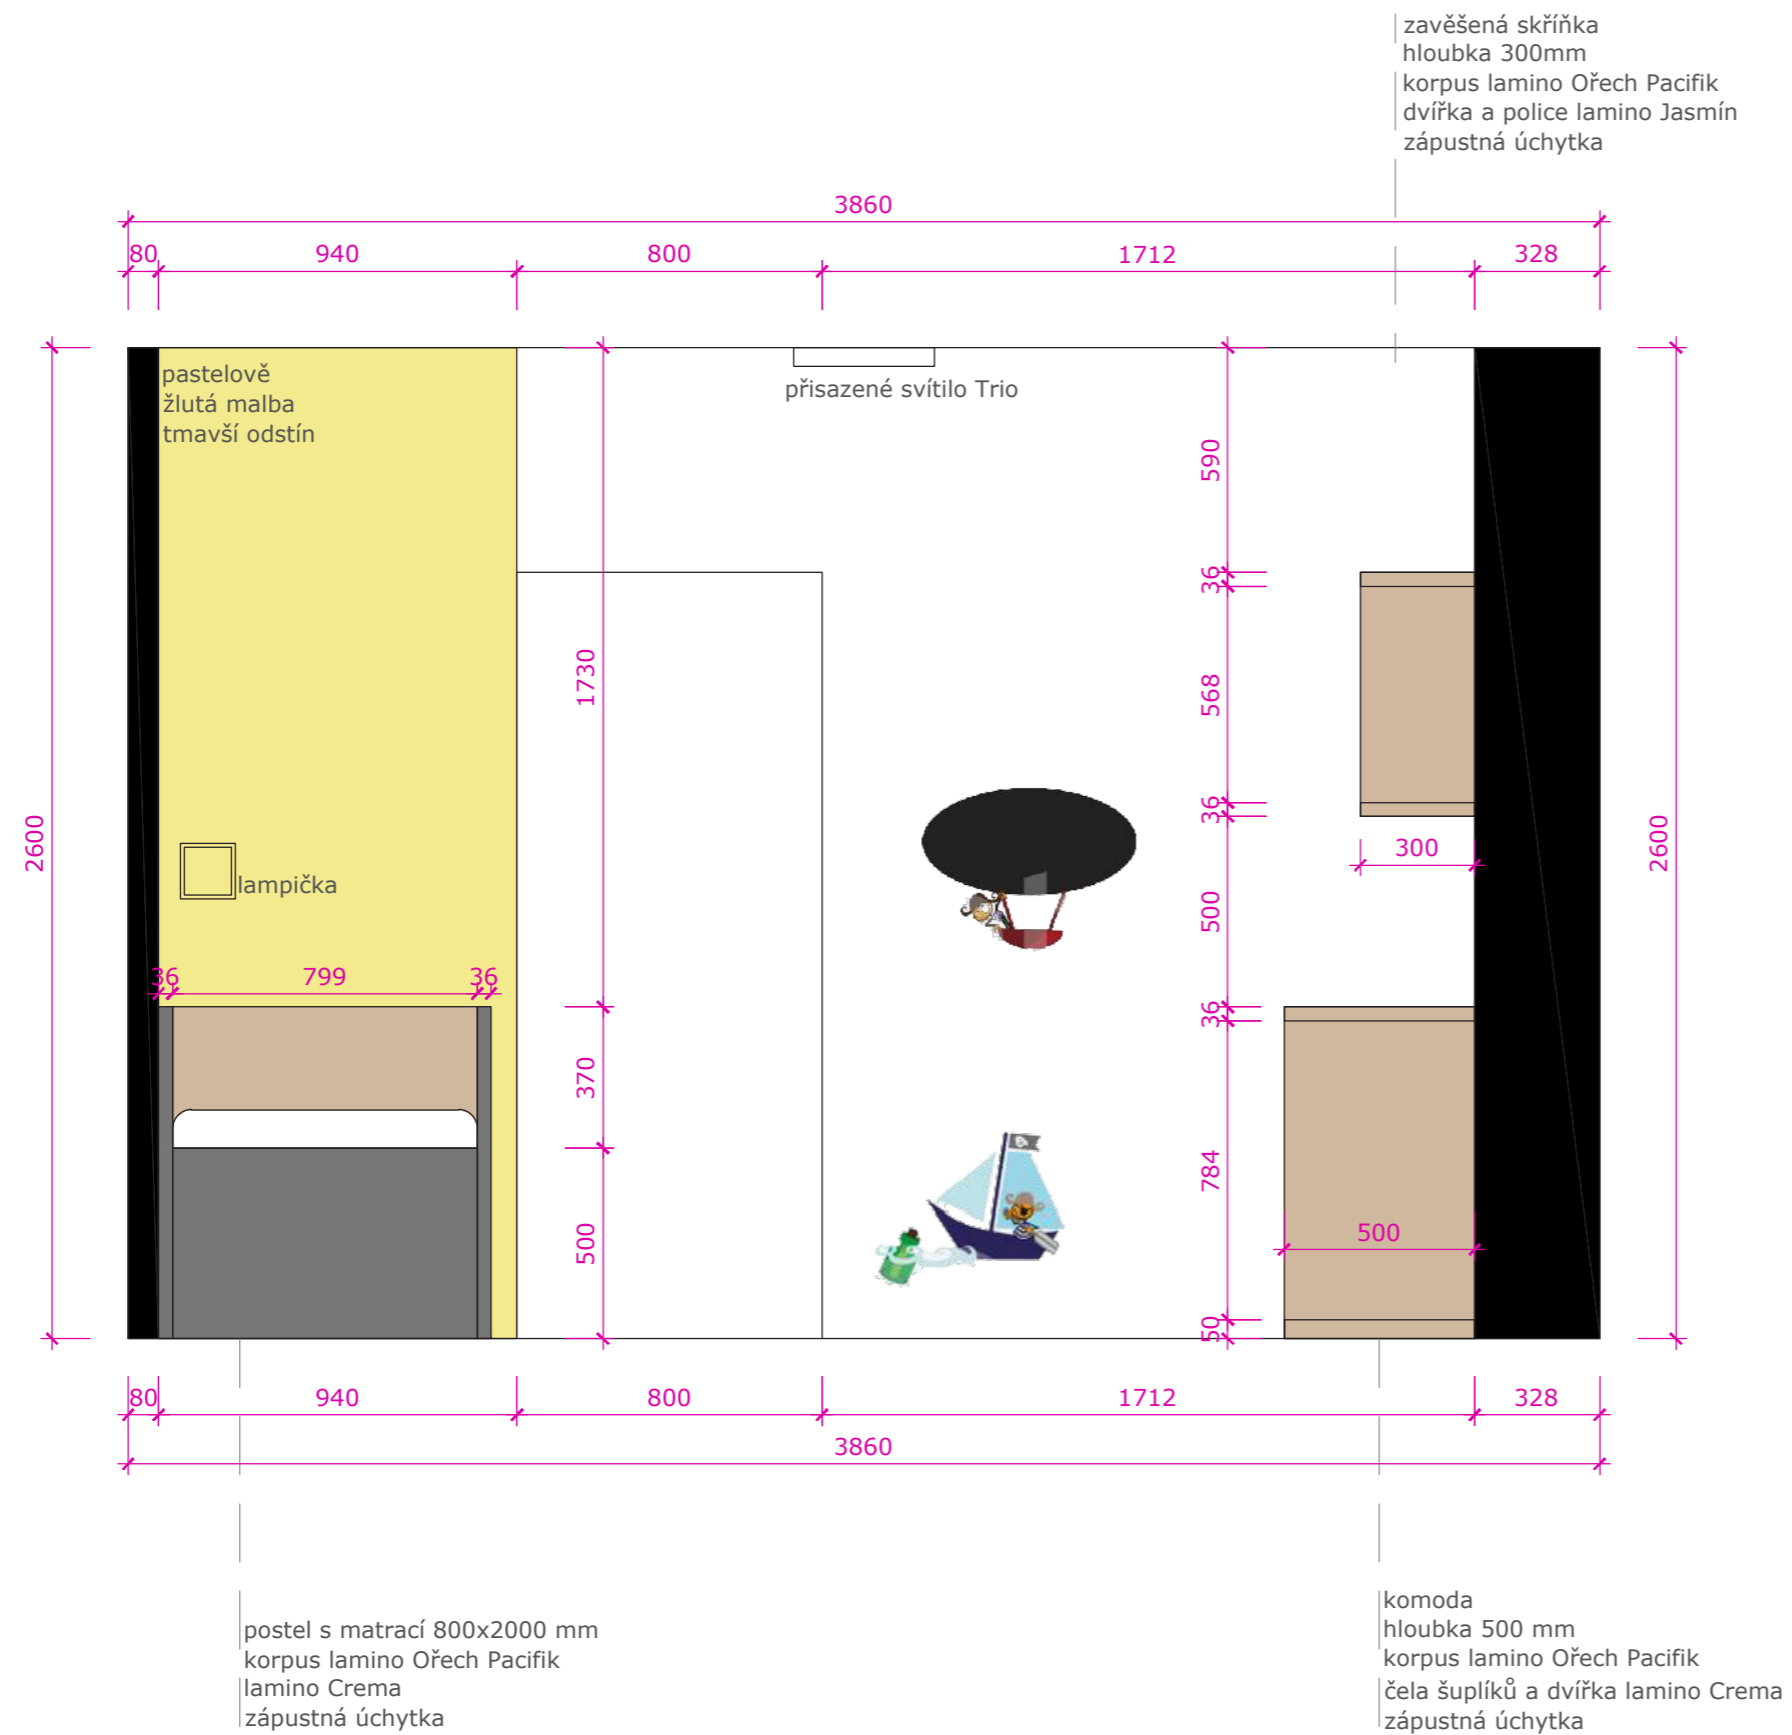 zavěšená skříňka
hloubka 300mm
korpus lamino Ořech Pacifik
dvířka a police lamino Jasmín
zápustná úchytka
3860
80 940 800 1712 328
pastelově
žlutá malba
tmavší odstín
přisazené svítilo Trio
590
36
568
36
300
500
36
784
500
50
1730
370
500
2600
2600
lampička
36 799 36
80 940 800 1712 328
3860
postel s matrací 800x2000 mm
korpus lamino Ořech Pacifik
lamino Crema
zápustná úchytka
komoda
hloubka 500 mm
korpus lamino Ořech Pacifik
čela šuplíků a dvířka lamino Crema
zápustná úchytka